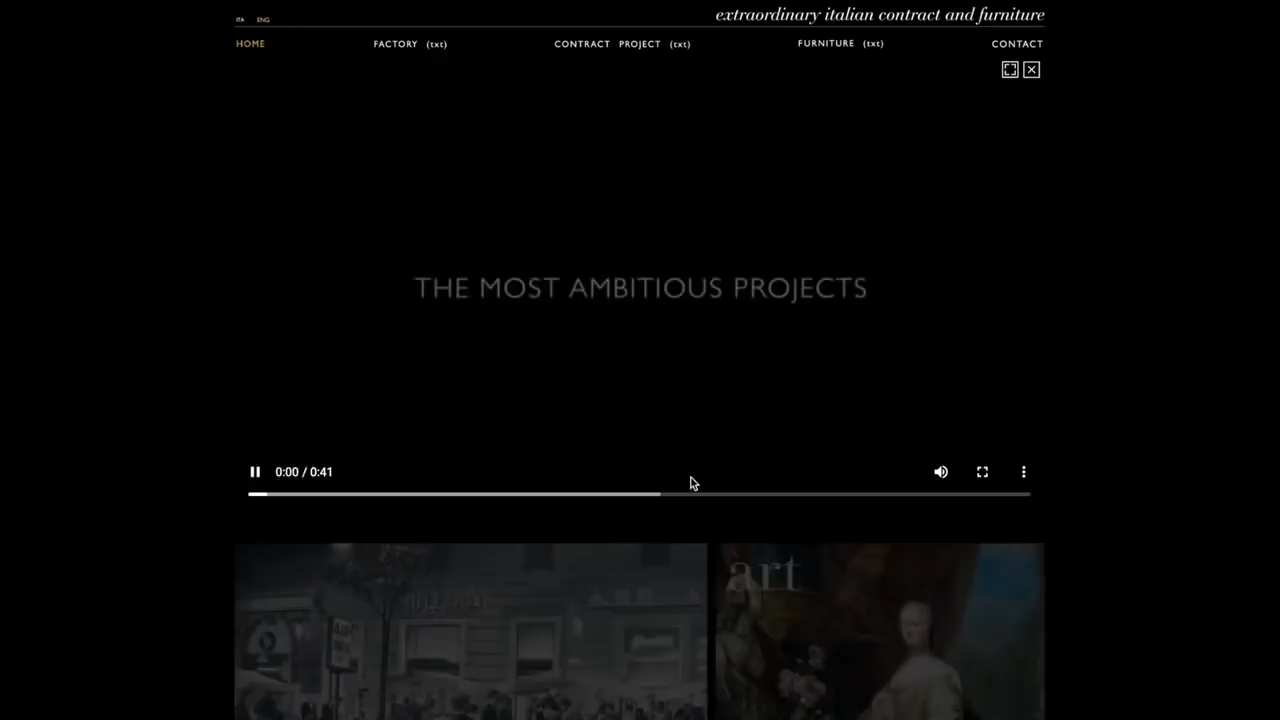 ITA ENG
extraordinary italian contract and furniture
HOME FACTORY (txt) CONTRACT PROJECT (txt) FURNITURE (txt) CONTACT
THE MOST AMBITIOUS PROJECTS
0:00 / 0:41
art